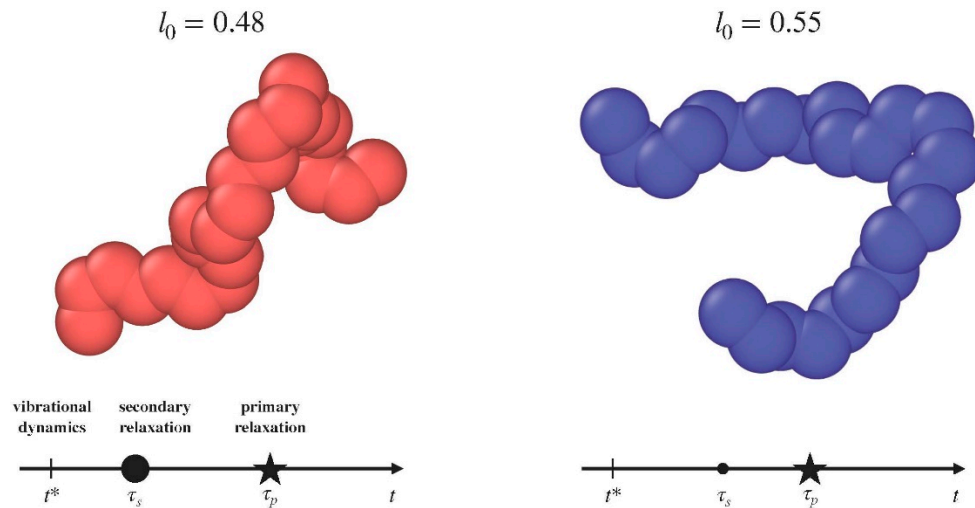 l₀ = 0.48
l₀ = 0.55
vibrational dynamics
secondary relaxation
primary relaxation
t*
τₛ
τₚ
t
t*
τₛ
τₚ
t